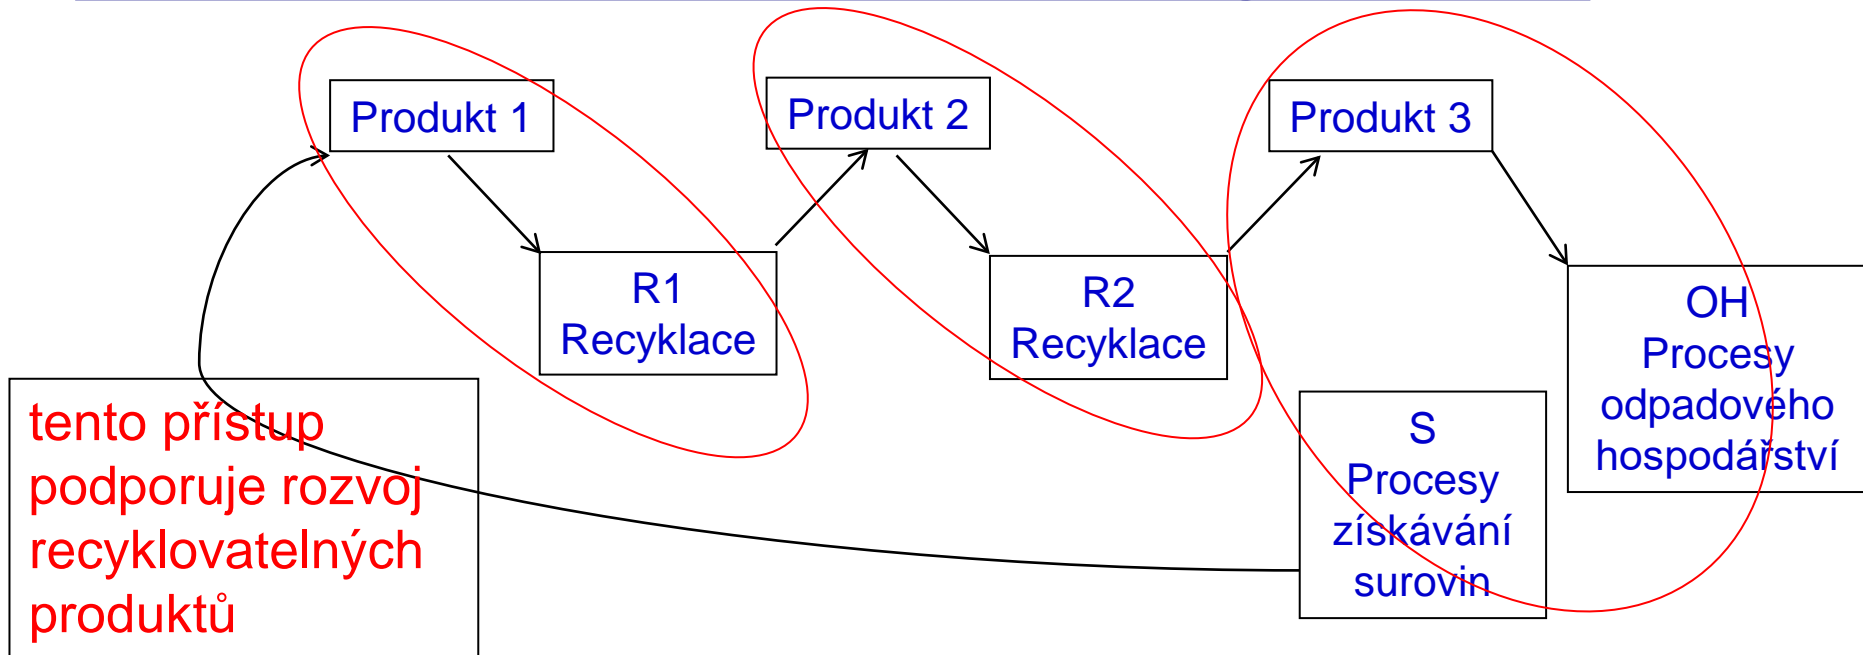 Produkt 1
Produkt 2
Produkt 3
R1
Recyklace
R2
Recyklace
OH
Procesy
odpadového
hospodářství
S
Procesy
získávání
surovin
tento přístup
podporuje rozvoj
recyklovatelných
produktů